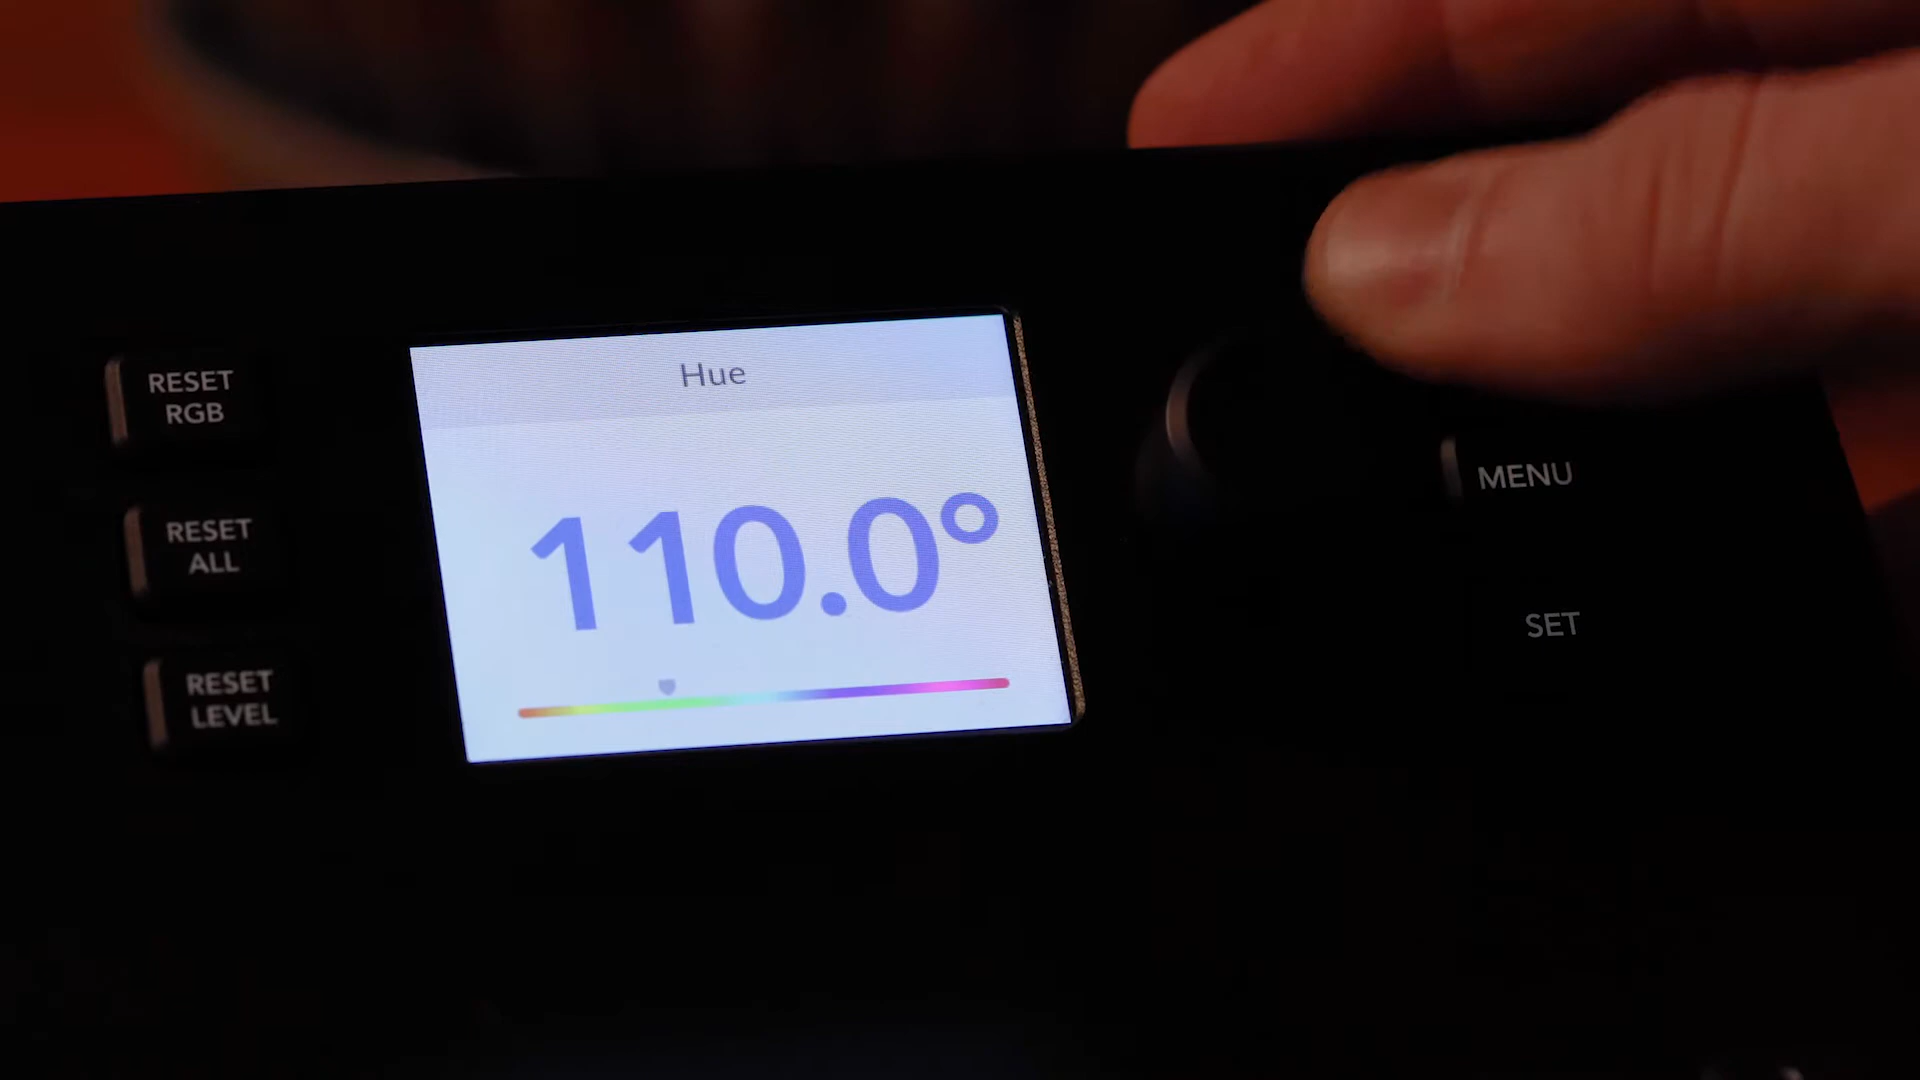 Hue
RESET
RGB
110.0°
MENU
RESET
ALL
SET
RESET
LEVEL